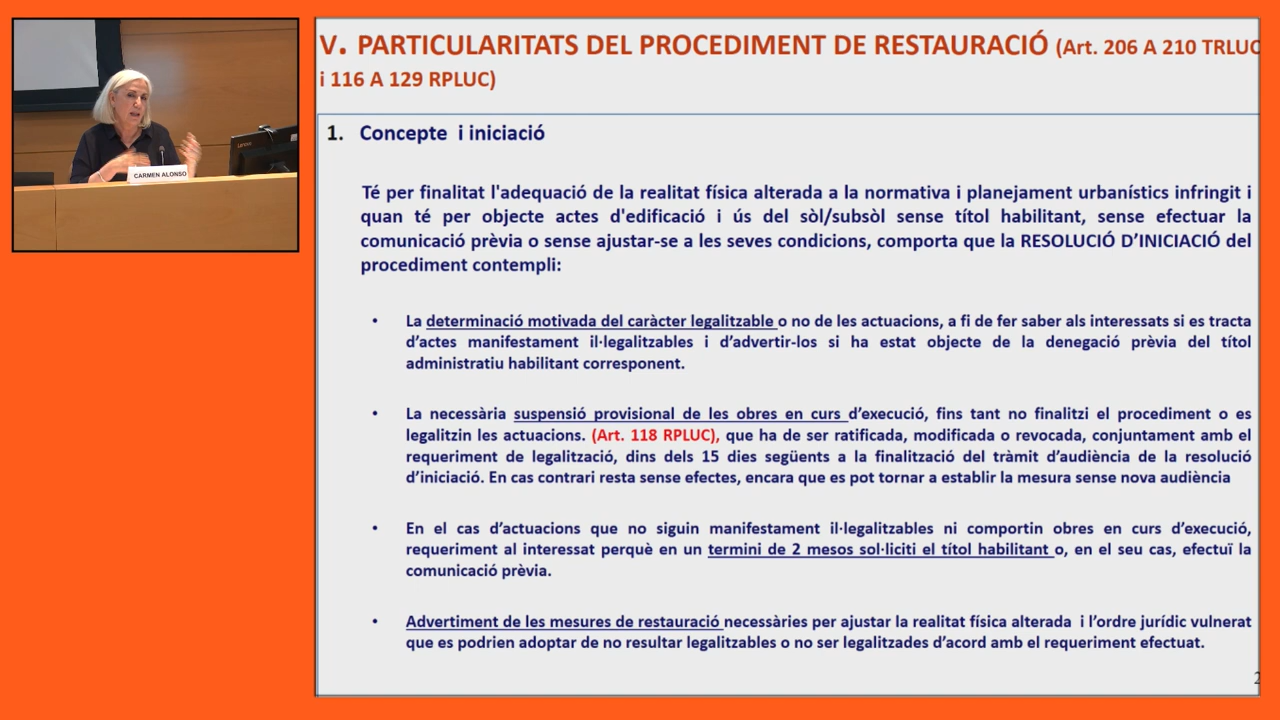 V. PARTICULARITATS DEL PROCEDIMENT DE RESTAURACIÓ (Art. 206 A 210 TRLUC
i 116 A 129 RPLUC)
1. Concepte i iniciació
Té per finalitat l'adequació de la realitat física alterada a la normativa i planejament urbanístics infringit i
quan té per objecte actes d'edificació i ús del sòl/subsòl sense títol habilitant, sense efectuar la
comunicació prèvia o sense ajustar-se a les seves condicions, comporta que la RESOLUCIÓ D’INICIACIÓ del
procediment contempli:
• La determinació motivada del caràcter legalitzable o no de les actuacions, a fi de fer saber als interessats si es tracta
d’actes manifestament il·legalitzables i d’advertir-los si ha estat objecte de la denegació prèvia del títol
administratiu habilitant corresponent.
• La necessària suspensió provisional de les obres en curs d’execució, fins tant no finalitzi el procediment o es
legalitzin les actuacions. (Art. 118 RPLUC), que ha de ser ratificada, modificada o revocada, conjuntament amb el
requeriment de legalització, dins dels 15 dies següents a la finalització del tràmit d’audiència de la resolució
d’iniciació. En cas contrari resta sense efectes, encara que es pot tornar a establir la mesura sense nova audiència
• En el cas d’actuacions que no siguin manifestament il·legalitzables ni comportin obres en curs d’execució,
requeriment al interessat perquè en un termini de 2 mesos sol·liciti el títol habilitant o, en el seu cas, efectuï la
comunicació prèvia.
• Advertiment de les mesures de restauració necessàries per ajustar la realitat física alterada i l’ordre jurídic vulnerat
que es podrien adoptar de no resultar legalitzables o no ser legalitzades d’acord amb el requeriment efectuat.
2
CARMEN ALONSO
Lenovo